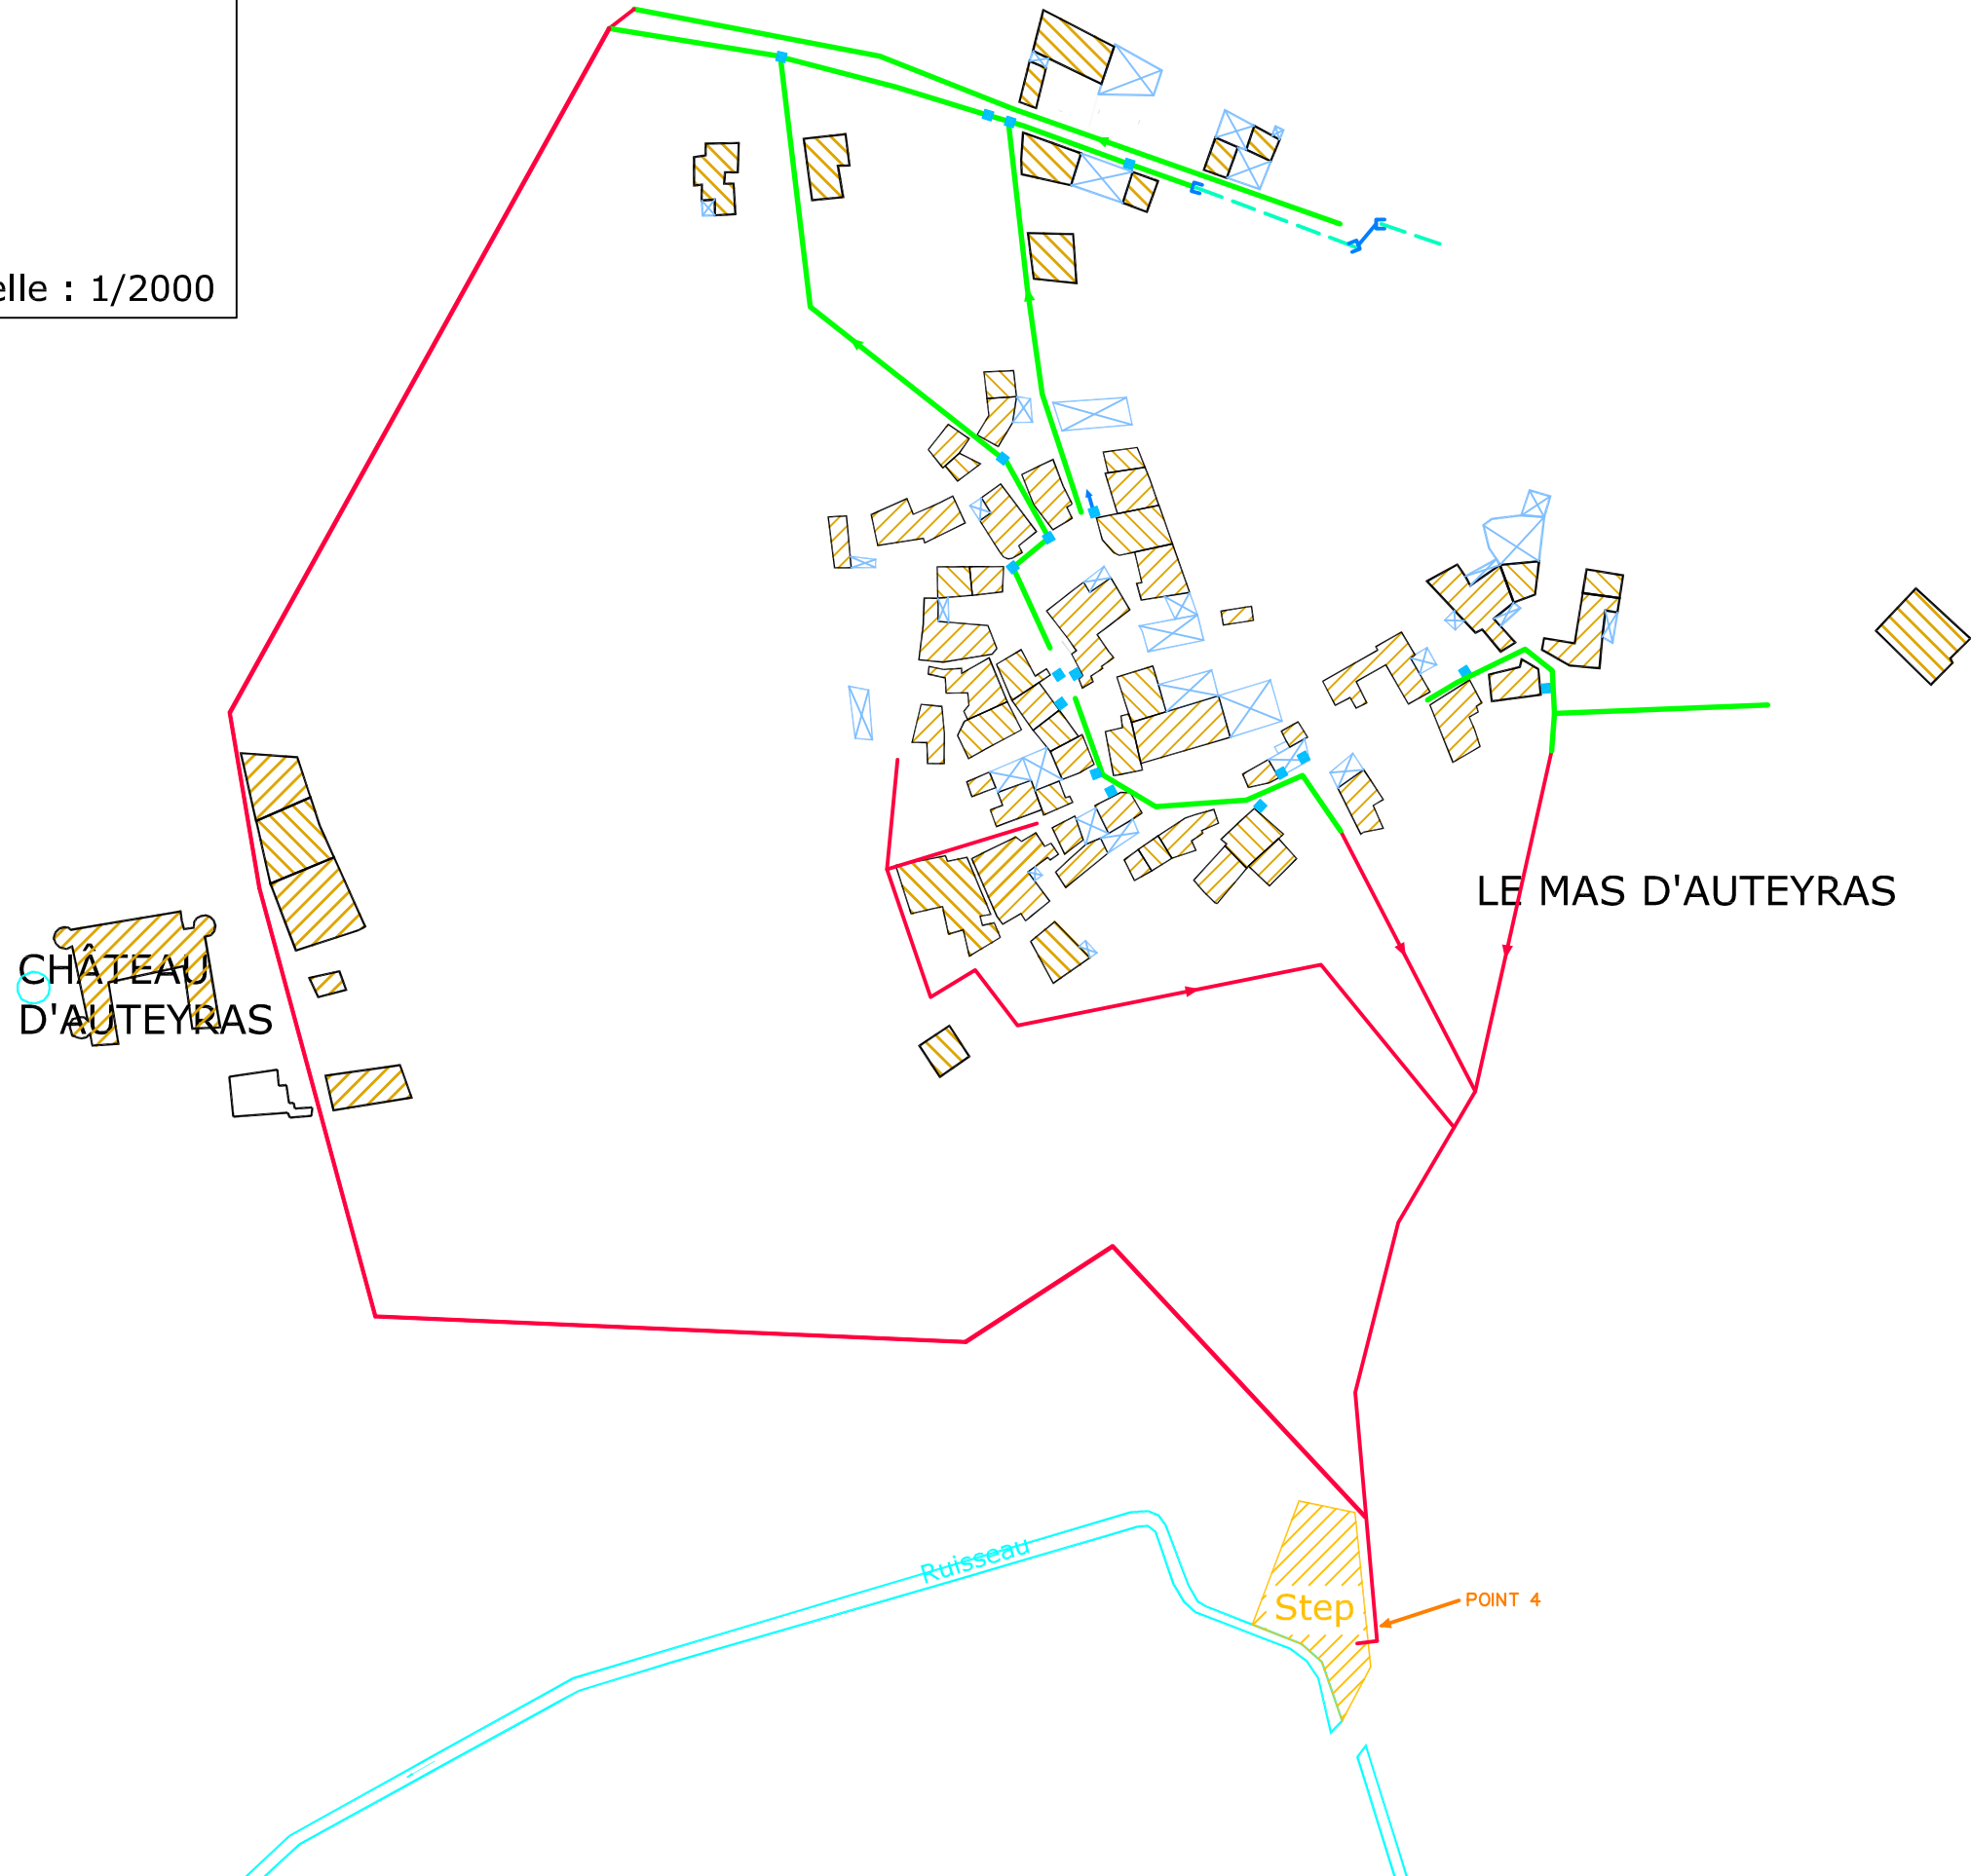 elle : 1/2000
LE MAS D'AUTEYRAS
CHÂTEAU
D'AUTEYRAS
Ruisseau
Step
POINT 4